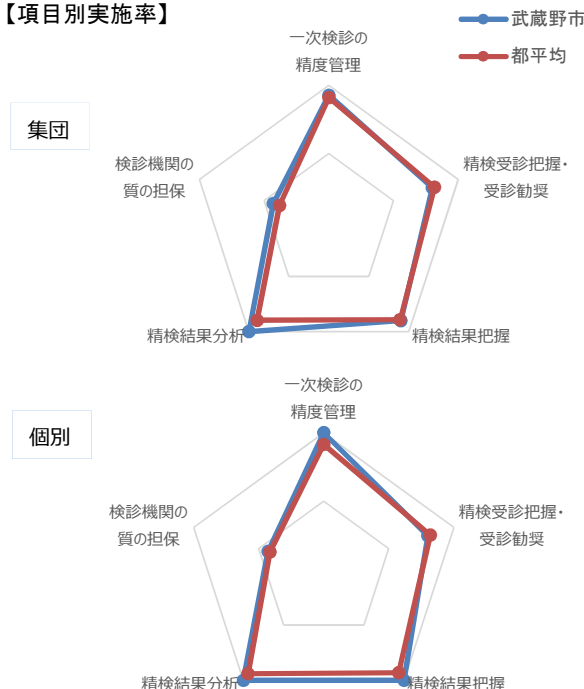 【項目別実施率】
武蔵野市
都平均
集団
一次検診の
精度管理
精検受診把握・
受診勧奨
精検結果把握
精検結果分析
検診機関の
質の担保
個別
一次検診の
精度管理
精検受診把握・
受診勧奨
精検結果把握
精検結果分析
検診機関の
質の担保